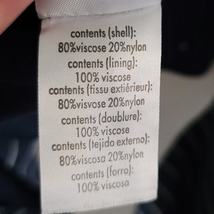 contents (shell):
80%viscose 20%nylon
contents (lining):
100% viscose
contents (tissu extérieur):
80%visvose 20%nylon
contents (doublure):
100% viscose
contents (tejido externo):
80%viscosa 20%nylon
contents (forro):
100% viscosa